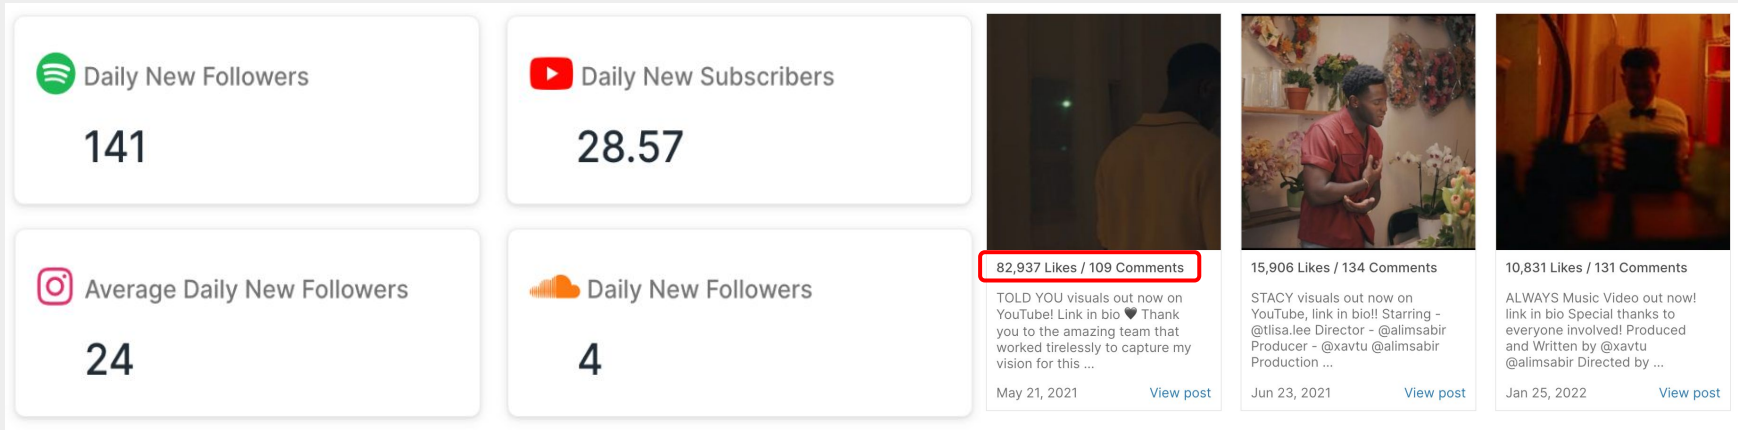 Daily New Followers
141
Daily New Subscribers
28.57
Average Daily New Followers
24
Daily New Followers
4
82,937 Likes / 109 Comments
TOLD YOU visuals out now on
YouTube! Link in bio 🖤 Thank
you to the amazing team that
worked tirelessly to capture my
vision for this ...
May 21, 2021
View post
15,906 Likes / 134 Comments
STACY visuals out now on
YouTube, link in bio!! Starring -
@tlisa.lee Director - @alimsabir
Producer - @xavtu @alimsabir
Production ...
Jun 23, 2021
View post
10,831 Likes / 131 Comments
ALWAYS Music Video out now!
link in bio Special thanks to
everyone involved! Produced
and Written by @xavtu
@alimsabir Directed by ...
Jan 25, 2022
View post